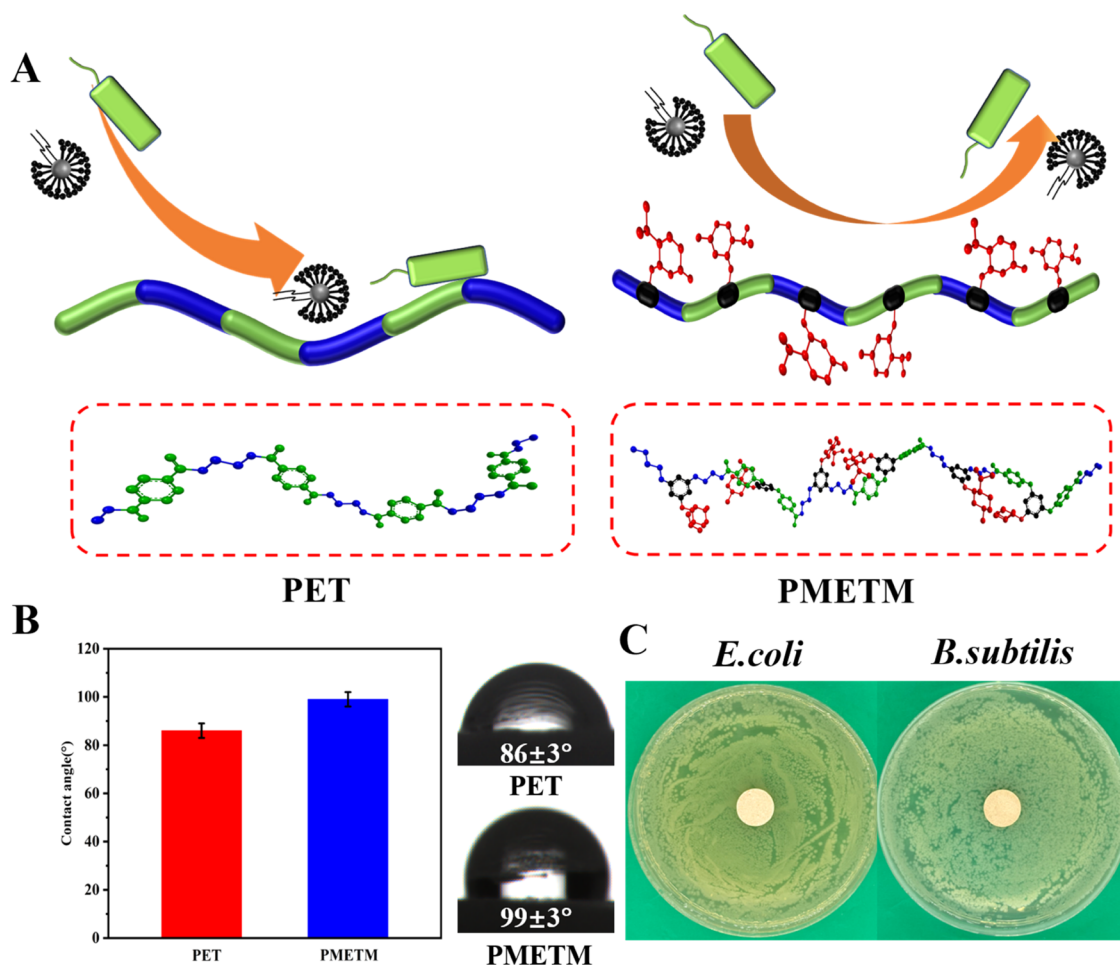 A
PET
PMETM
B
120
100
80
60
40
20
0
Contact angle(°)
PET
PMETM
86±3°
PET
99±3°
PMETM
C
E.coli
B.subtilis